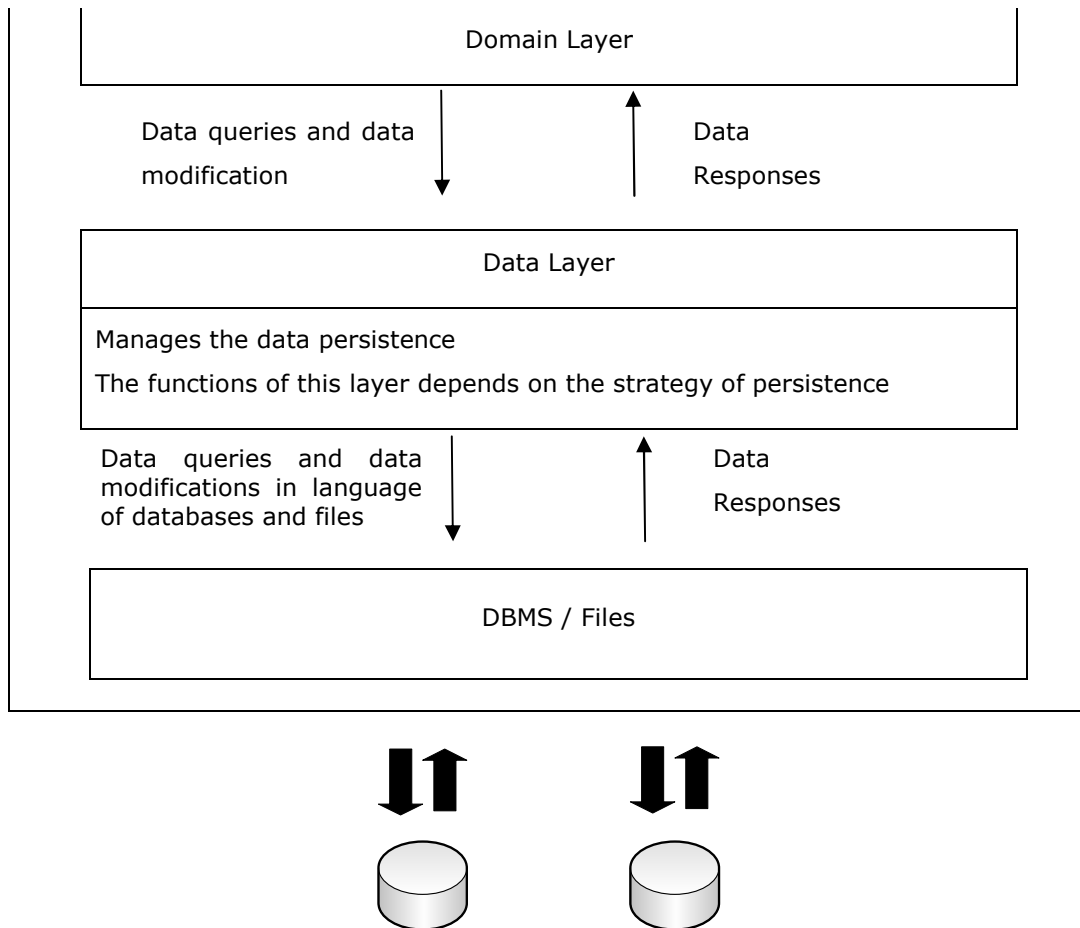 Domain Layer
Data queries and data
modification
Data
Responses
Data Layer
Manages the data persistence
The functions of this layer depends on the strategy of persistence
Data queries and data
modifications in language
of databases and files
Data
Responses
DBMS / Files